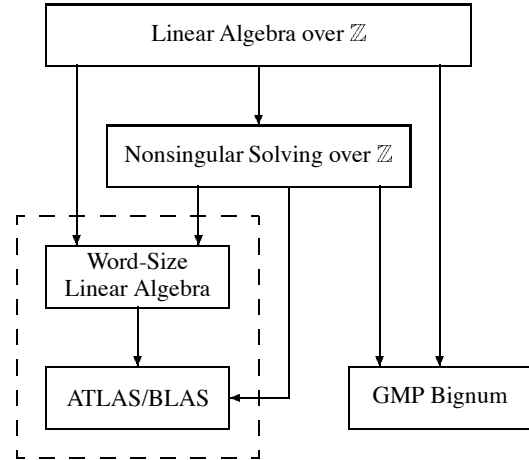 Linear Algebra over ℤ
Nonsingular Solving over ℤ
Word-Size
Linear Algebra
ATLAS/BLAS
GMP Bignum